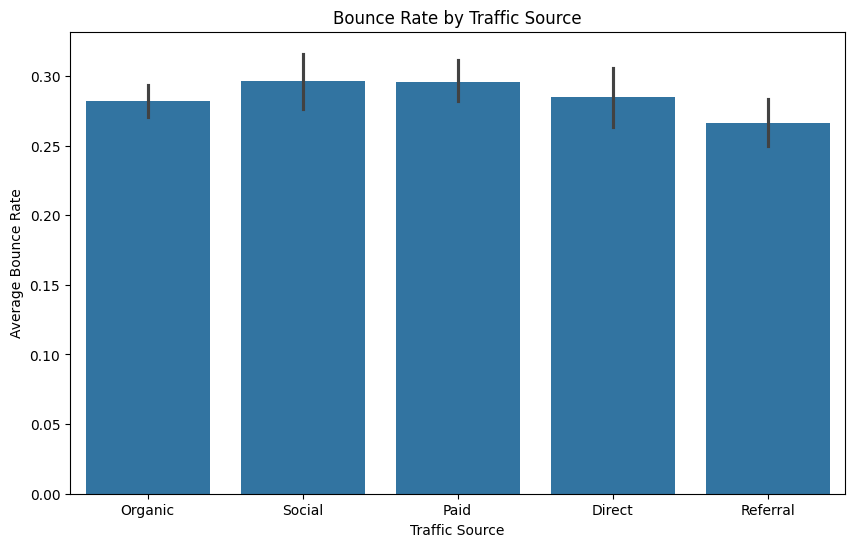 Bounce Rate by Traffic Source
Average Bounce Rate
0.30
0.25
0.20
0.15
0.10
0.05
0.00
Organic Social Paid Direct Referral
Traffic Source